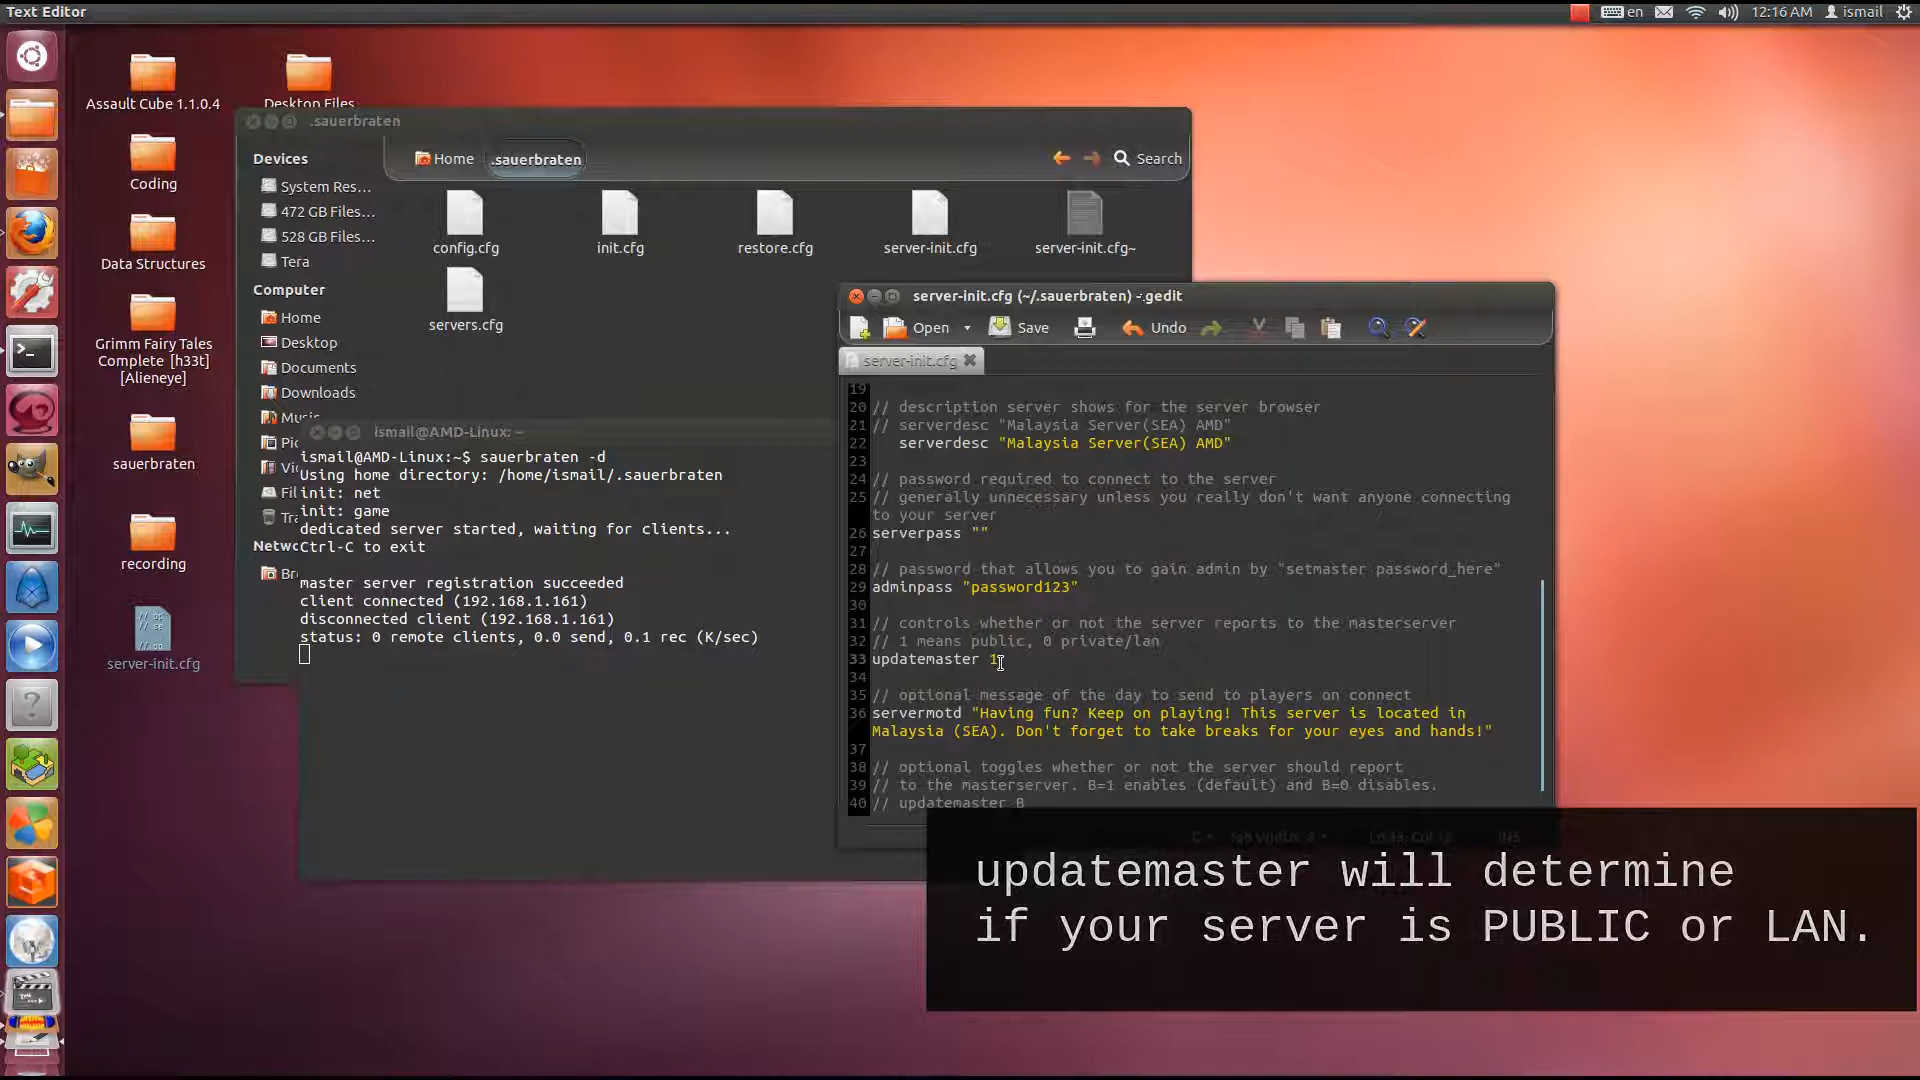 Text Editor
en
12:16 AM
ismail
Assault Cube 1.1.0.4
Desktop Files
Coding
Data Structures
Grimm Fairy Tales
Complete [h33t]
[Alieneye]
sauerbraten
recording
server-init.cfg
.sauerbraten
Devices
Home
.sauerbraten
Search
System Res...
472 GB Files...
528 GB Files...
Tera
Computer
Home
Desktop
Documents
Downloads
config.cfg
init.cfg
restore.cfg
server-init.cfg
server-init.cfg~
servers.cfg
ismail@AMD-Linux: ~
ismail@AMD-Linux:~$ sauerbraten -d
Using home directory: /home/ismail/.sauerbraten
init: net
init: game
dedicated server started, waiting for clients...
Ctrl-C to exit
master server registration succeeded
client connected (192.168.1.161)
disconnected client (192.168.1.161)
status: 0 remote clients, 0.0 send, 0.1 rec (K/sec)
server-init.cfg (~/.sauerbraten) - gedit
Open
Save
Undo
server-init.cfg
19
20 // description server shows for the server browser
21 // serverdesc "Malaysia Server(SEA) AMD"
22 serverdesc "Malaysia Server(SEA) AMD"
23
24 // password required to connect to the server
25 // generally unnecessary unless you really don't want anyone connecting
to your server
26 serverpass ""
27
28 // password that allows you to gain admin by "setmaster password_here"
29 adminpass "password123"
30
31 // controls whether or not the server reports to the masterserver
32 // 1 means public, 0 private/lan
33 updatemaster 1
34
35 // optional message of the day to send to players on connect
36 servermotd "Having fun? Keep on playing! This server is located in
Malaysia (SEA). Don't forget to take breaks for your eyes and hands!"
37
38 // optional toggles whether or not the server should report
39 // to the masterserver. B=1 enables (default) and B=0 disables.
40 // updatemaster B
updatemaster will determine
if your server is PUBLIC or LAN.